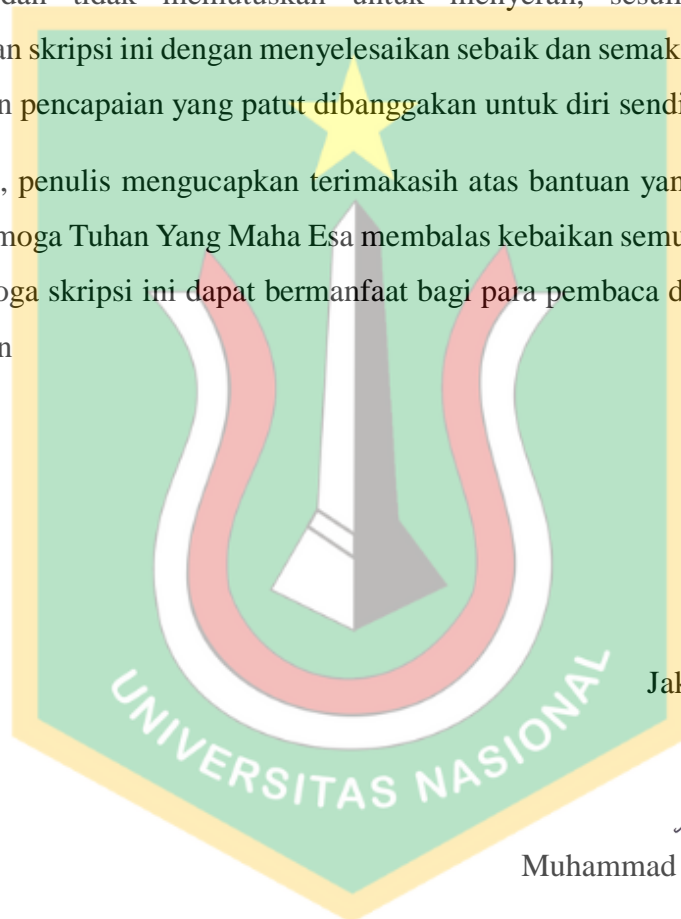 dan tidak memutuskan untuk menyerah,
an skripsi ini dengan menyelesaikan sebaik dan semak
n pencapaian yang patut dibanggakan untuk diri sendi
, penulis mengucapkan terimakasih atas bantuan yan
moga Tuhan Yang Maha Esa membalas kebaikan semu
oga skripsi ini dapat bermanfaat bagi para pembaca d
n
Jak
UNIVERSITAS NASIONAL
Muhammad